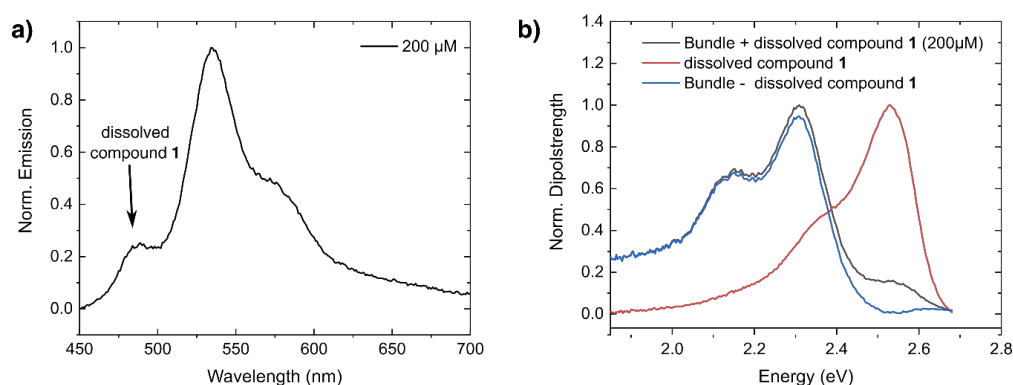 a)
200 µM
dissolved
compound 1
Norm. Emission
1.0
0.8
0.6
0.4
0.2
0.0
450 500 550 600 650 700
Wavelength (nm)
b)
Bundle + dissolved compound 1 (200µM)
dissolved compound 1
Bundle - dissolved compound 1
Norm. Dipolstrength
1.4
1.2
1.0
0.8
0.6
0.4
0.2
0.0
2.0 2.2 2.4 2.6 2.8
Energy (eV)